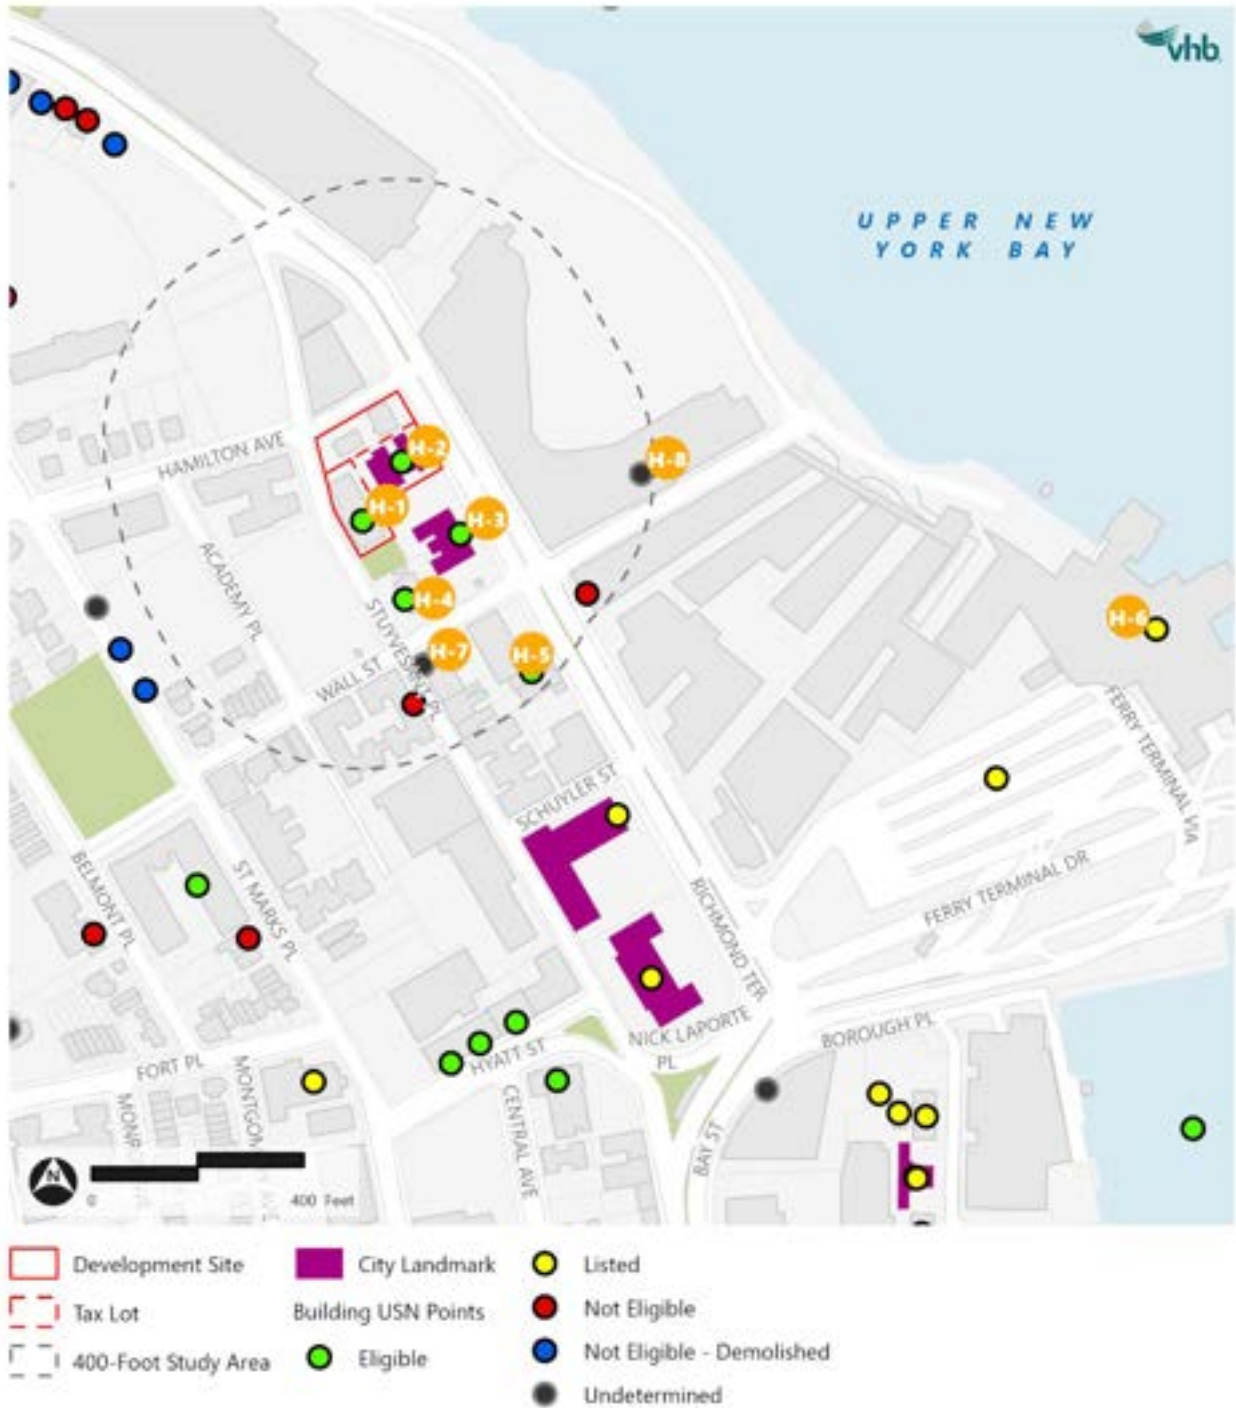 vhb
UPPER NEW
YORK BAY
HAMILTON AVE
H-2
H-8
H-1
H-3
ACADEMY PL
H-4
H-6
STUYVESANT PL
H-7
H-5
WALL ST
FERRY TERMINAL VIA
SCHUYLER ST
BELMONT PL
ST MARKS PL
RICHMOND TER
FERRY TERMINAL DR
NICK LAPORTE
PL
BOROUGH PL
HYATT ST
FORT PL
MONTGOM
MONR
CENTRAL AVE
BAY ST
N
0
400 Feet
Development Site
City Landmark
Listed
Tax Lot
Building USN Points
Not Eligible
400-Foot Study Area
Eligible
Not Eligible - Demolished
Undetermined